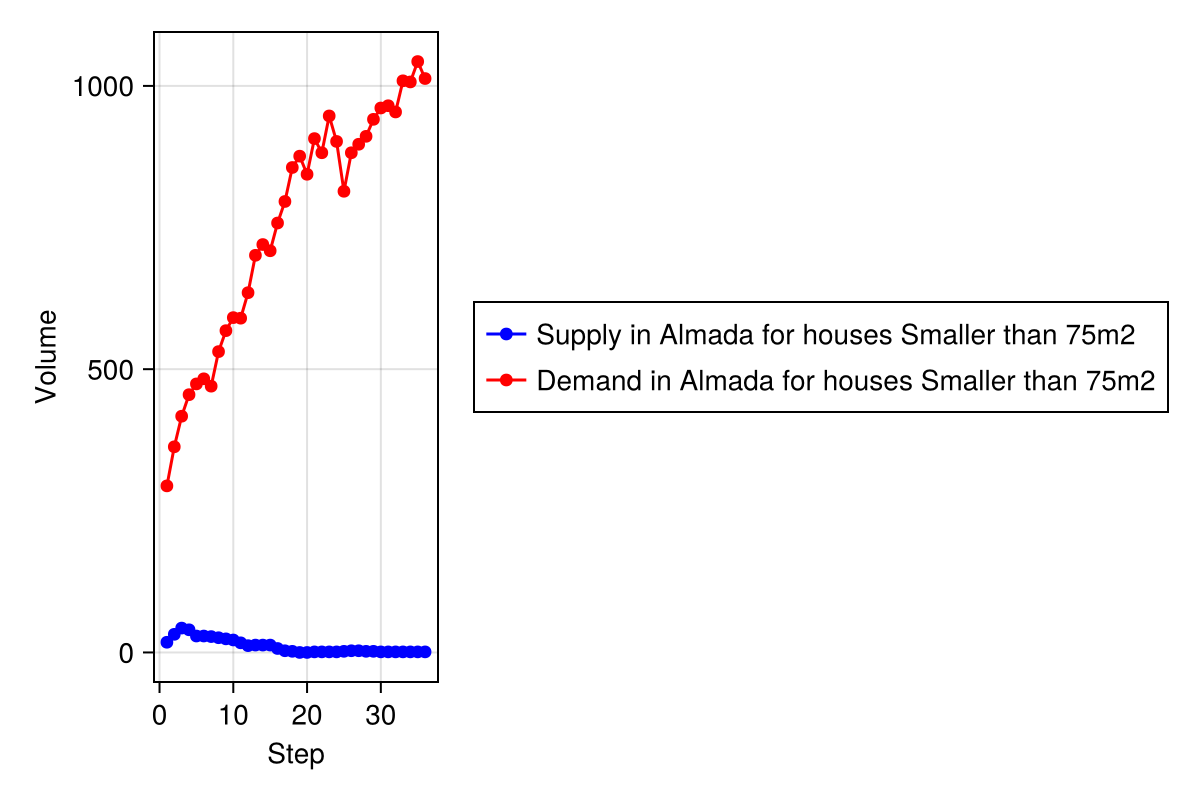 Volume
1000
500
0
0 10 20 30
Step
Supply in Almada for houses Smaller than 75m2
Demand in Almada for houses Smaller than 75m2